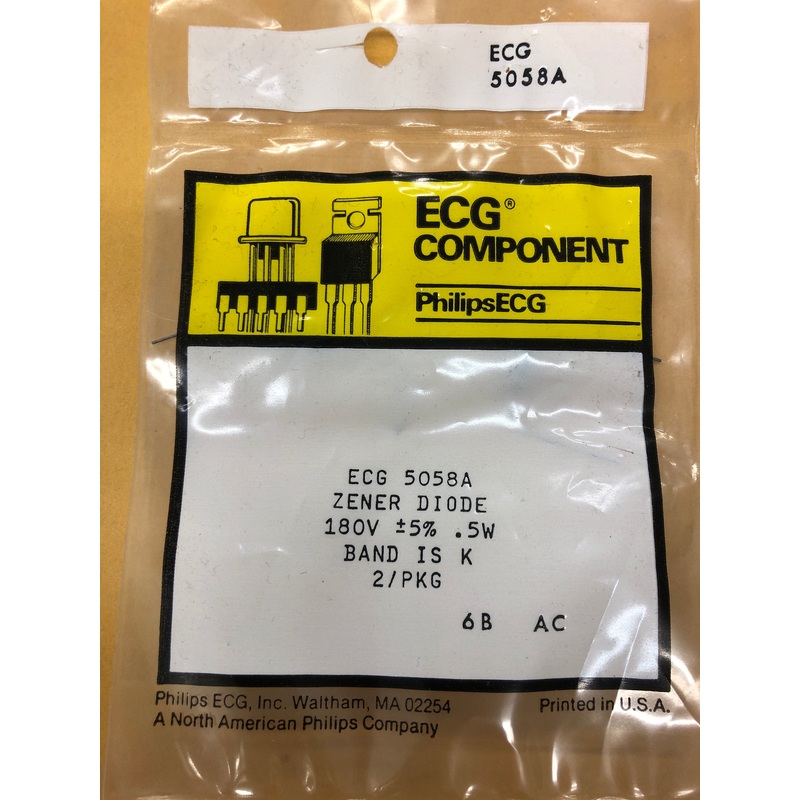 ECG
5058A
ECG®
COMPONENT
PhilipsECG
ECG 5058A
ZENER DIODE
180V ±5% .5W
BAND IS K
2/PKG
6B AC
Philips ECG, Inc. Waltham, MA 02254
A North American Philips Company
Printed in U.S.A.